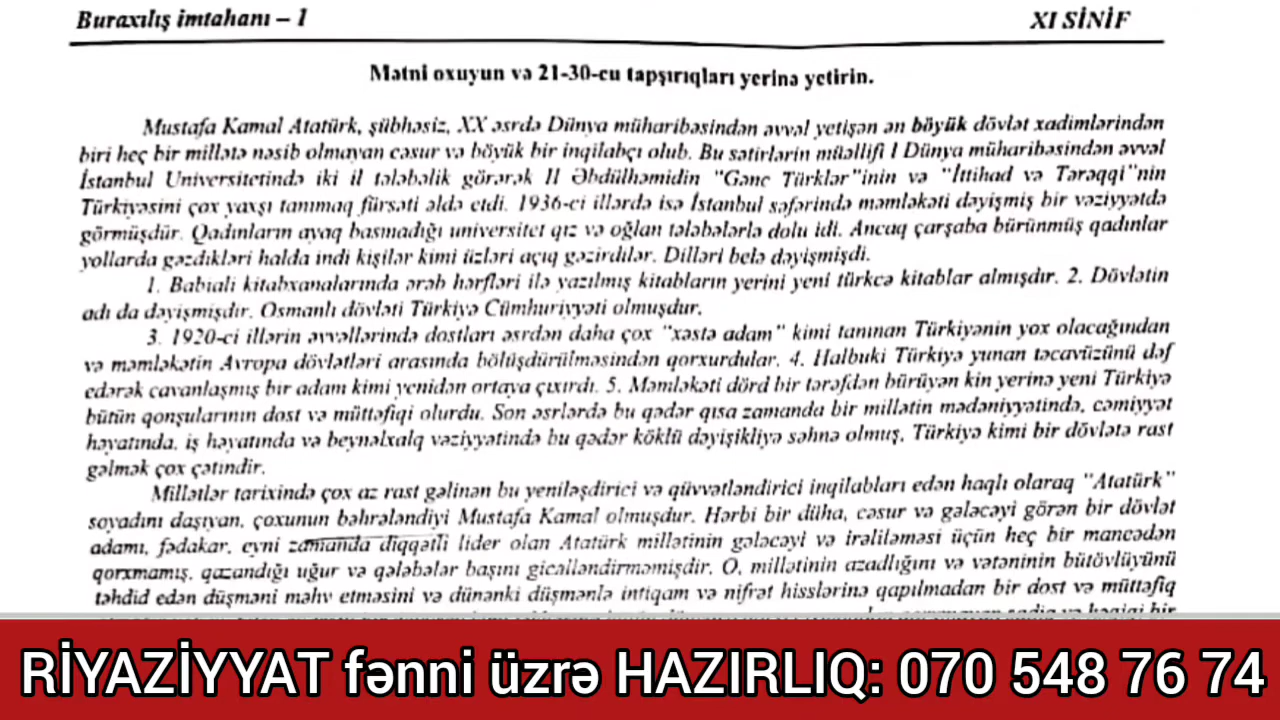 Buraxılış imtahanı – 1
XI SİNİF
Mətni oxuyun və 21-30-cu tapşırıqları yerinə yetirin.
Mustafa Kamal Atatürk, şübhəsiz, XX əsrdə Dünya müharibəsindən əvvəl yetişən ən böyük dövlət xadimlərindən
biri heç bir millətə nəsib olmayan cəsur və böyük bir inqilabçı olub. Bu sətirlərin müəllifi I Dünya müharibəsindən əvvəl
İstanbul Universitetində iki il tələbəlik görərək II Əbdülhəmidin "Gənc Türklər"inin və "İttihad və Tərəqqi"nin
Türkiyəsini çox yaxşı tanımaq fürsəti əldə etdi. 1936-ci illərdə isə İstanbul səfərində məmləkəti dəyişmiş bir vəziyyətdə
görmüşdür. Qadınların ayaq basmadığı universitet qız və oğlan tələbələrlə dolu idi. Ancaq çarşaba bürünmüş qadınlar
yollarda gəzdikləri halda indi kişilər kimi üzləri açıq gəzirdilər. Dilləri belə dəyişmişdi.
1. Babıali kitabxanalarında ərəb hərfləri ilə yazılmış kitabların yerini yeni türkcə kitablar almışdır. 2. Dövlətin
adı da dəyişmişdir. Osmanlı dövləti Türkiyə Cümhuriyyəti olmuşdur.
3. 1920-ci illərin əvvəllərində dostları əsrdən daha çox "xəstə adam" kimi tanınan Türkiyənin yox olacağından
və məmləkətin Avropa dövlətləri arasında bölüşdürülməsindən qorxurdular. 4. Halbuki Türkiyə yunan təcavüzünü dəf
edərək cavanlaşmış bir adam kimi yenidən ortaya çıxırdı. 5. Məmləkəti dörd bir tərəfdən bürüyən kin yerinə yeni Türkiyə
bütün qonşularının dost və müttəfiqi olurdu. Son əsrlərdə bu qədər qısa zamanda bir millətin mədəniyyətində, cəmiyyət
həyatında, iş həyatında və beynəlxalq vəziyyətində bu qədər köklü dəyişikliyə səhnə olmuş, Türkiyə kimi bir dövlətə rast
gəlmək çox çətindir.
Millətlər tarixində çox az rast gəlinən bu yeniləşdirici və qüvvətləndirici inqilabları edən haqlı olaraq "Atatürk"
soyadını daşıyan, çoxunun bəhrələndiyi Mustafa Kamal olmuşdur. Hərbi bir düha, cəsur və gələcəyi görən bir dövlət
adamı, fədakar, eyni zamanda diqqətli lider olan Atatürk millətinin gələcəyi və irəliləməsi üçün heç bir mancədən
qorxmamış, qazandığı uğur və qələbələr başını gicəlləndirməmişdir. O, millətinin azadlığını və vətəninin bütövlüyünü
təhdid edən düşməni məhv etməsini və dünənki düşmənlə intiqam və nifrət hisslərinə qapılmadan bir dost və müttəfiq
RİYAZİYYAT fənni üzrə HAZIRLIQ: 070 548 76 74